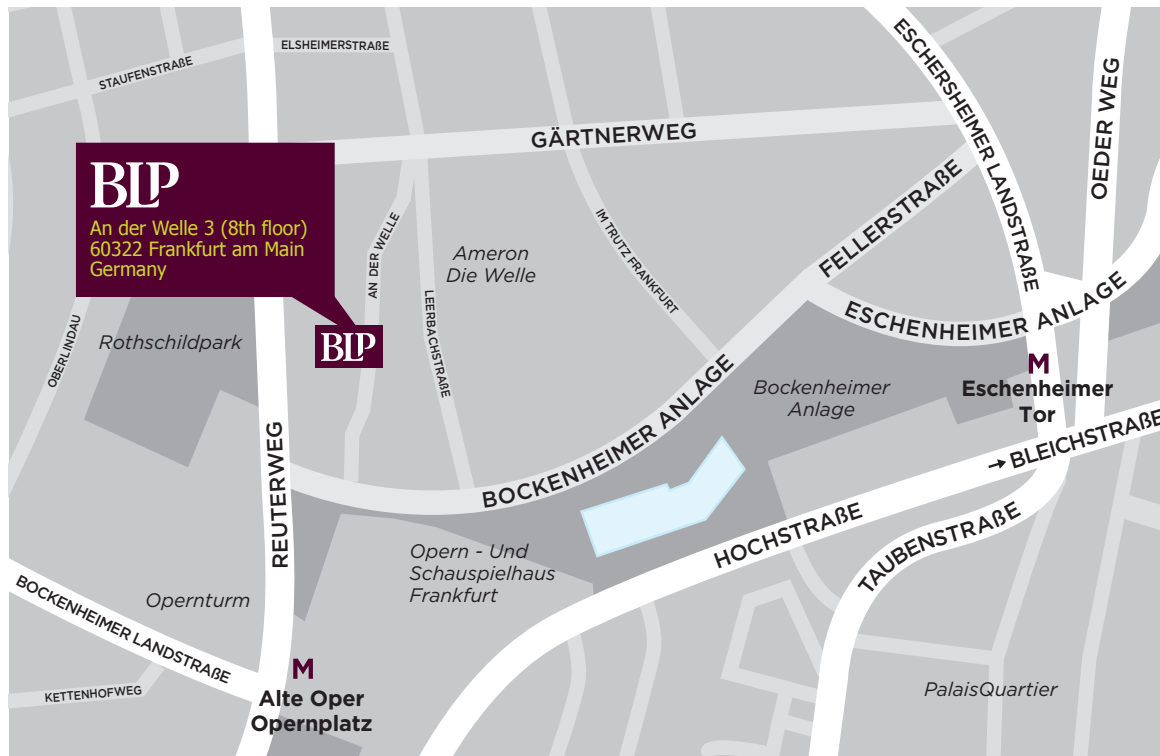 ELSHEIMERSTRAßE
STAUFENSTRAßE
ESCHERSHEIMER LANDSTRAßE
OEDER WEG
GÄRTNERWEG
BLP
An der Welle 3 (8th floor)
60322 Frankfurt am Main
Germany
AN DER WELLE
LEERBACHSTRAßE
Ameron
Die Welle
IM TRUTZ FRANKFURT
FELLERSTRAßE
ESCHENHEIMER ANLAGE
OBERLINDAU
Rothschildpark
BLP
REUTERWEG
BOCKENHEIMER ANLAGE
Bockenheimer
Anlage
M
Eschenheimer
Tor
→ BLEICHSTRAßE
HOCHSTRAßE
TAUBENSTRAßE
Opern - Und
Schauspielhaus
Frankfurt
Opernturm
BOCKENHEIMER LANDSTRAßE
KETTENHOFWEG
M
Alte Oper
Opernplatz
PalaisQuartier